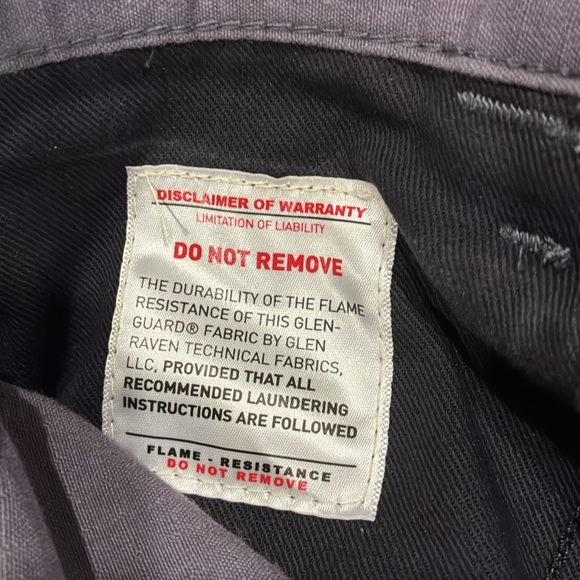 DISCLAIMER OF WARRANTY
LIMITATION OF LIABILITY
DO NOT REMOVE
THE DURABILITY OF THE FLAME
RESISTANCE OF THIS GLEN-
GUARD® FABRIC BY GLEN
RAVEN TECHNICAL FABRICS,
LLC, PROVIDED THAT ALL
RECOMMENDED LAUNDERING
INSTRUCTIONS ARE FOLLOWED
FLAME - RESISTANCE
DO NOT REMOVE